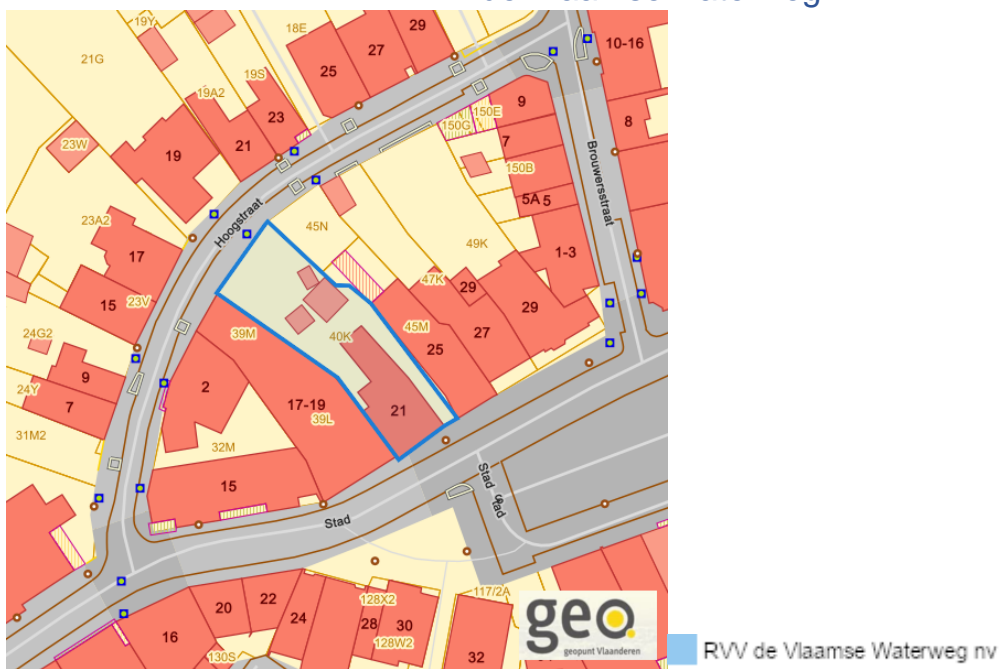 19Y
18E
29
27
25
10-16
21G
19S
19A2
23
21
19
23W
150E
150G
9
7
8
150B
5A 5
Brouwersstraat
Hoogstraat
45N
49K
23A2
17
1-3
15
23V
47K
29
29
24G2
39M
40K
45M
27
25
9
7
24Y
2
17-19
39L
21
31M2
32M
15
Stad
Stad
Stad
117/2A
20
22
24
128X2
28
30
128W2
16
130S
32
geo.
geopunt Vlaanderen
RVV de Vlaamse Waterweg nv